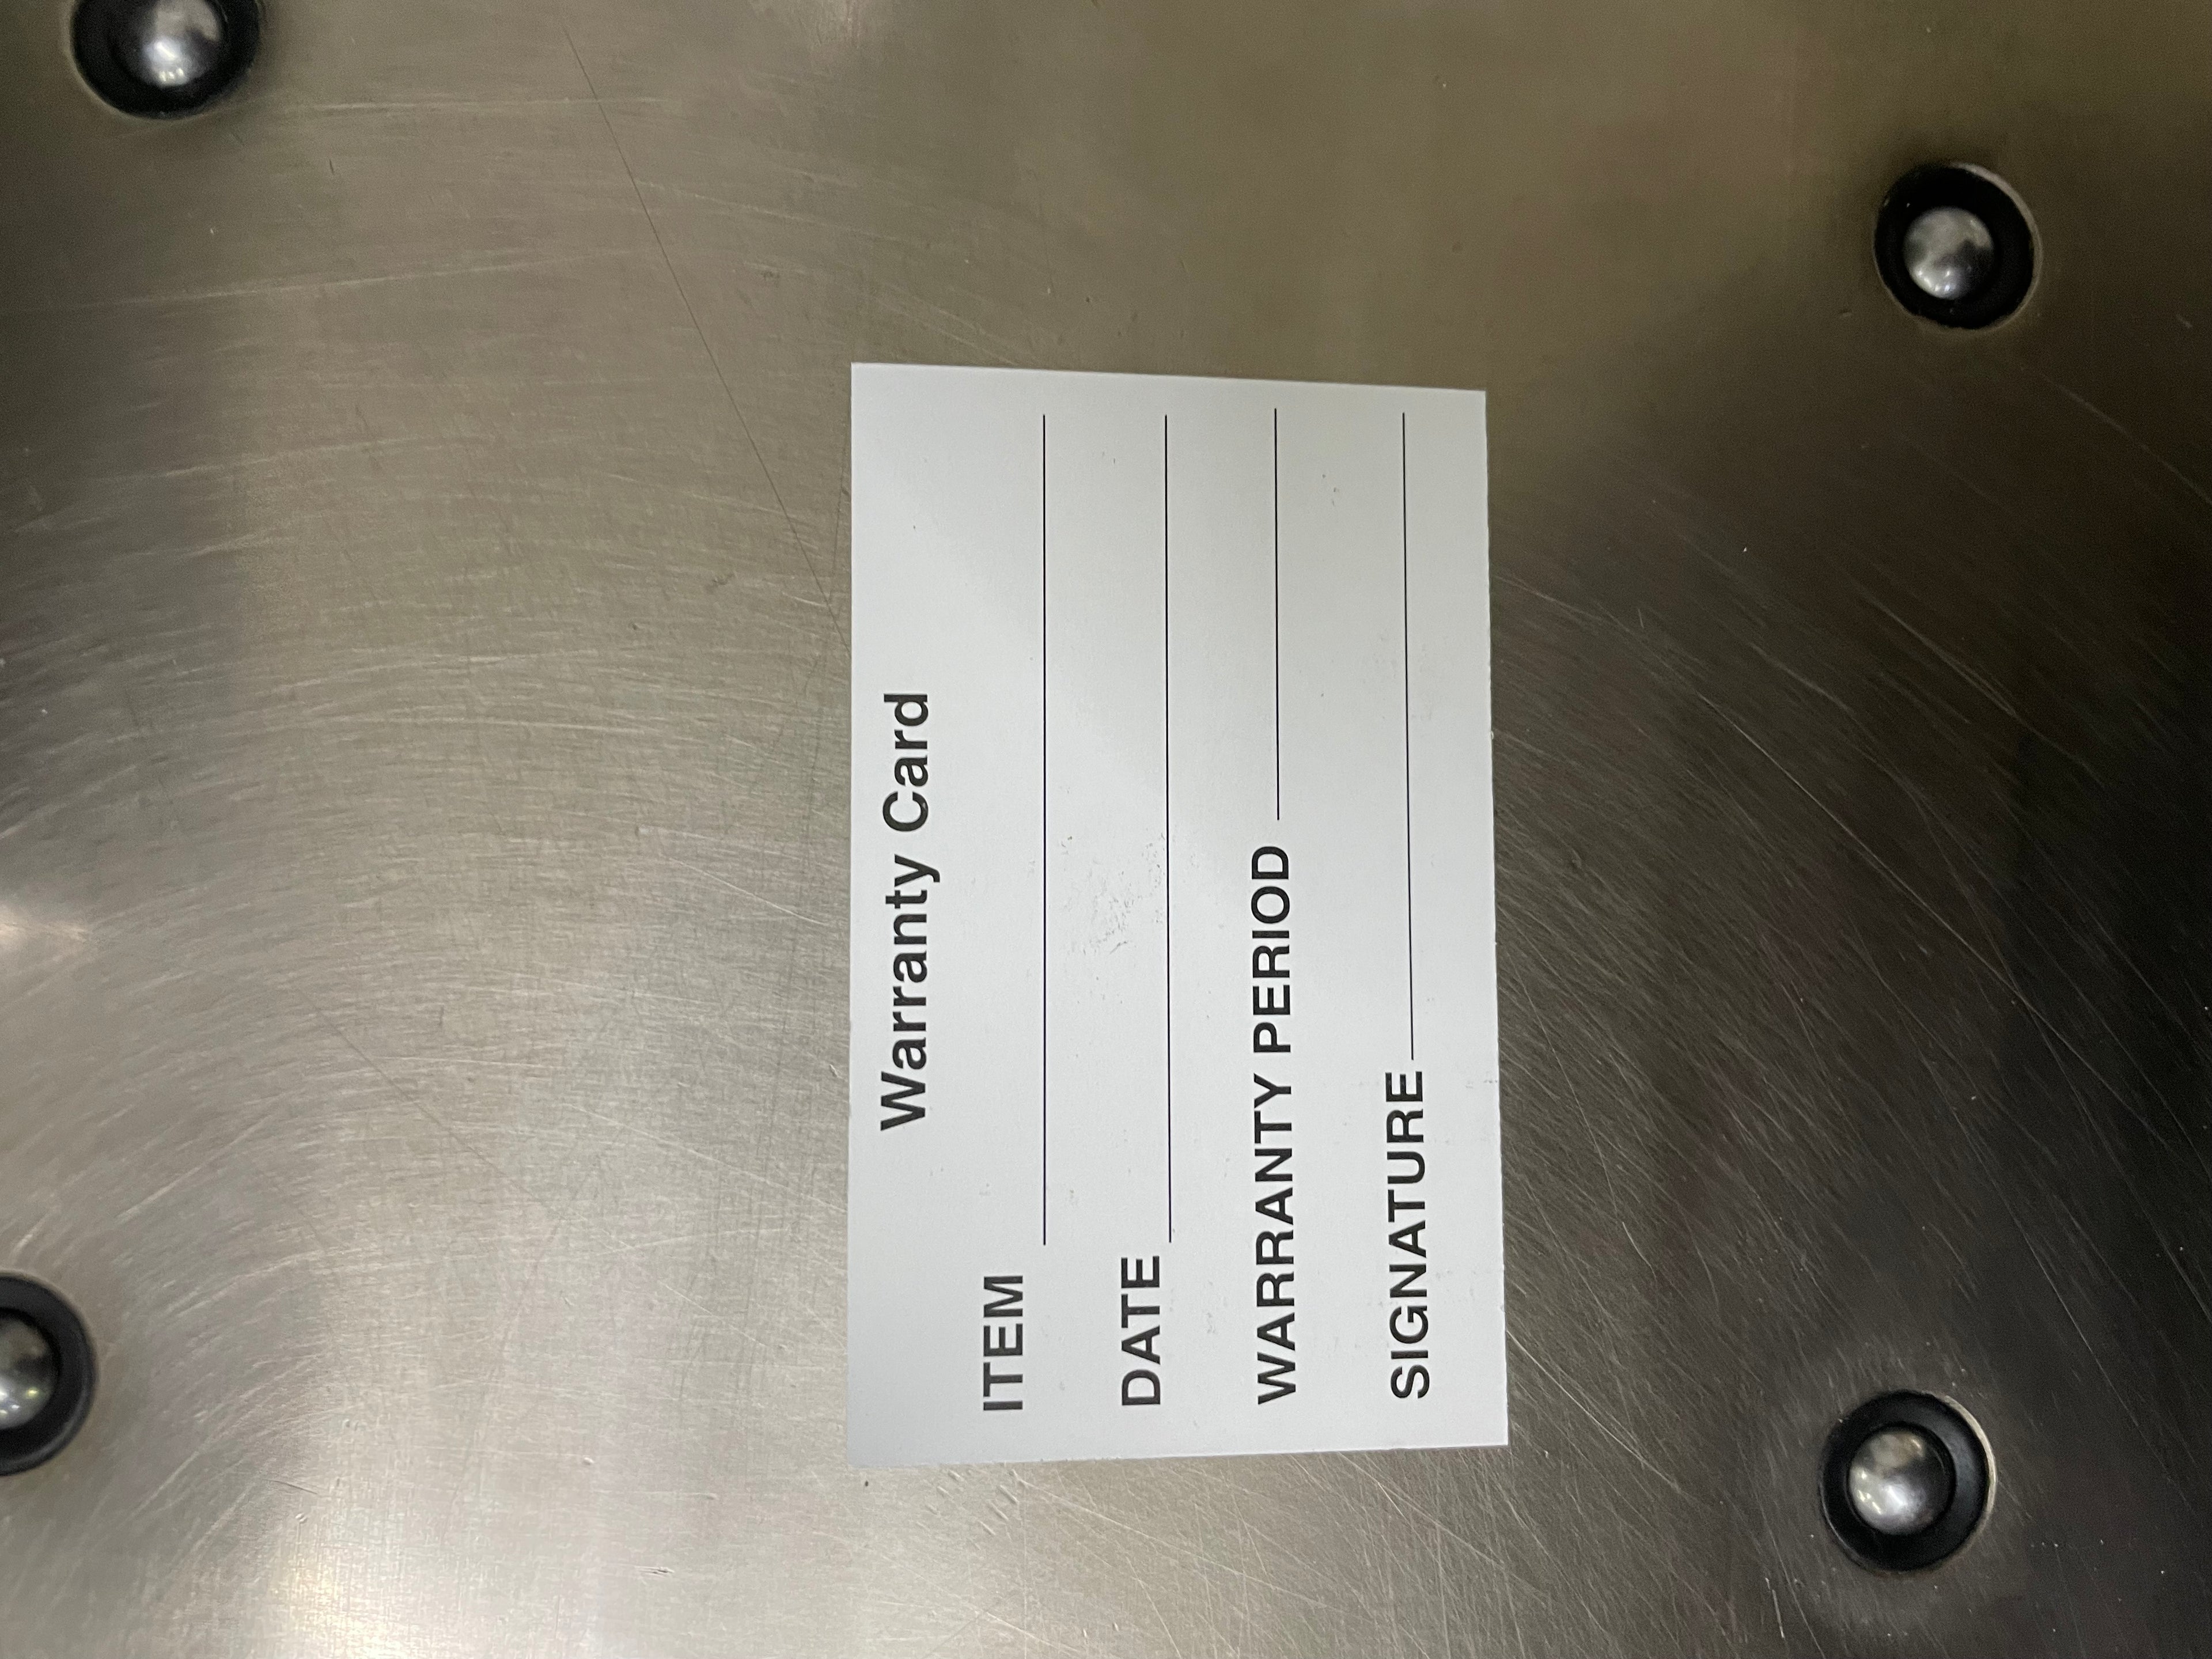 Warranty Card
ITEM
DATE
WARRANTY PERIOD
SIGNATURE